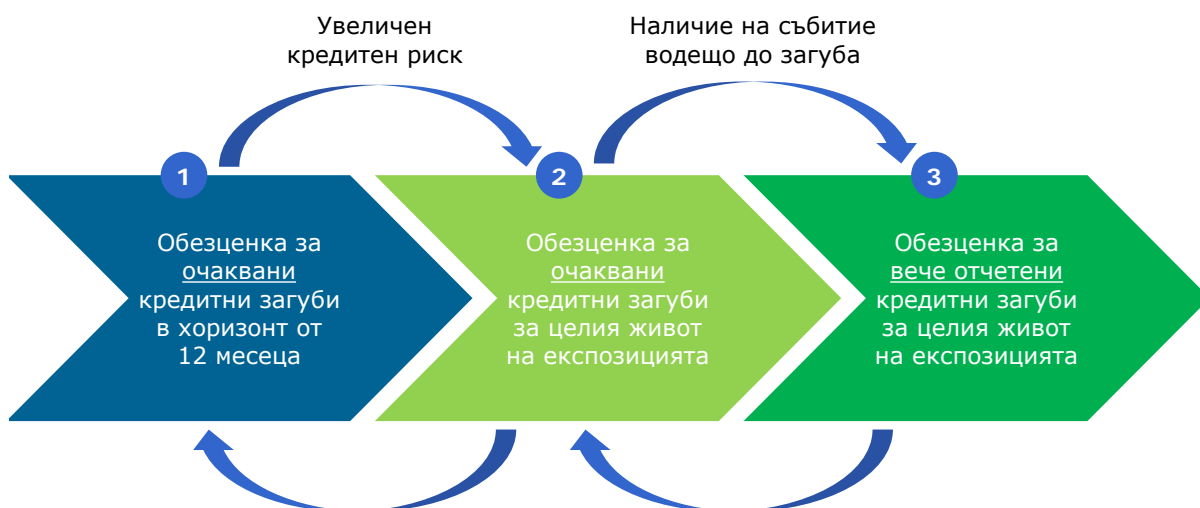 Увеличен
кредитен риск
Наличие на събитие
водещо до загуба
1
2
3
Обезценка за
очаквани
кредитни загуби
в хоризонт от
12 месеца
Обезценка за
очаквани
кредитни загуби
за целия живот
на експозицията
Обезценка за
вече отчетени
кредитни загуби
за целия живот
на експозицията